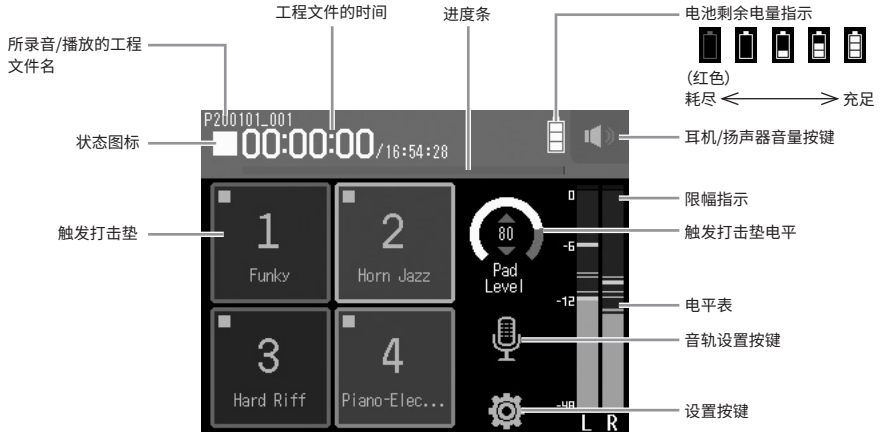 工程文件的时间
进度条
电池剩余电量指示
所录音/播放的工程
文件名
(红色)
耗尽
充足
P200101_001
状态图标
00:00:00/16:54:28
耳机/扬声器音量按键
0
限幅指示
触发打击垫
1
2
80
触发打击垫电平
-6
Funky
Horn Jazz
Pad
Level
-12
电平表
3
4
音轨设置按键
Hard Riff
Piano-Elec...
-48
设置按键
L R